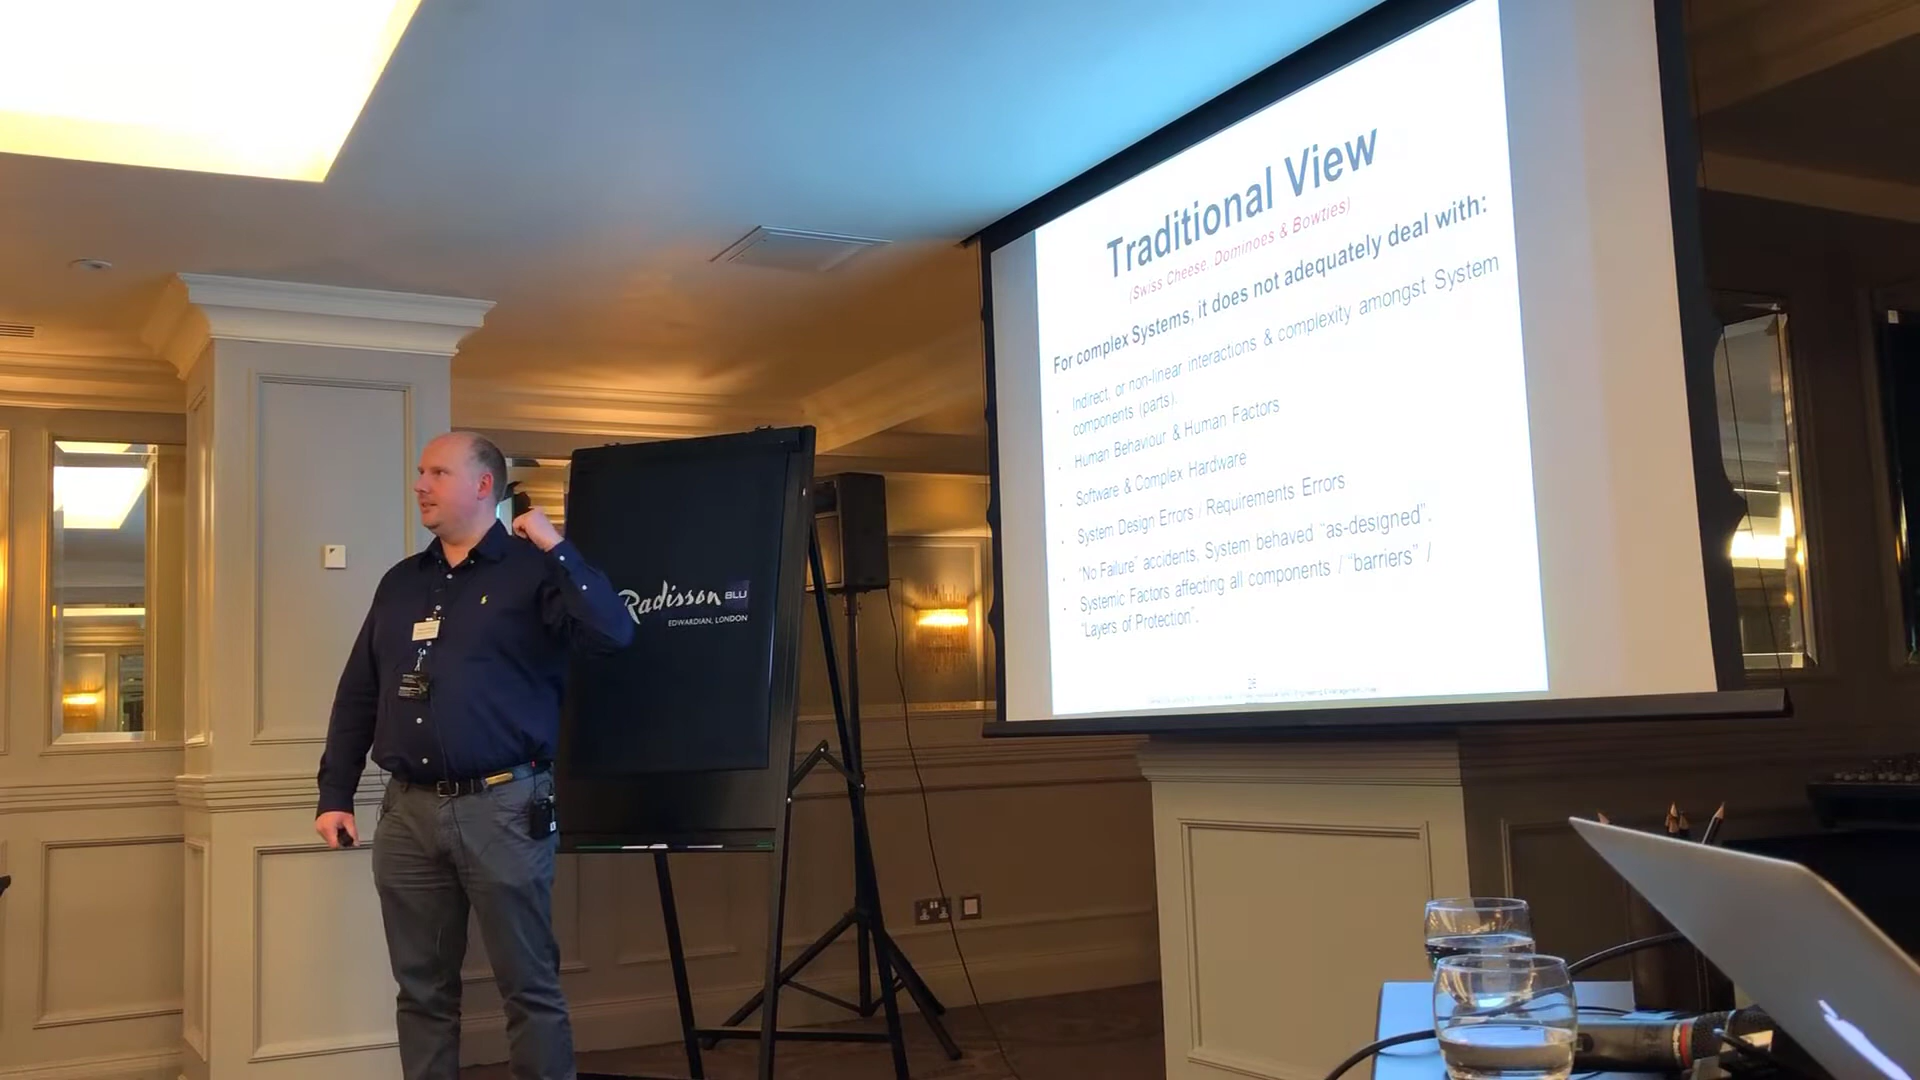 Traditional View
(Swiss Cheese, Dominoes & Bowties)
For complex Systems, it does not adequately deal with:
· Indirect, or non-linear interactions & complexity amongst System
components (parts).
· Human Behaviour & Human Factors
· Software & Complex Hardware
· System Design Errors / Requirements Errors
· "No Failure" accidents, System behaved "as-designed".
· Systemic Factors affecting all components / "barriers" /
"Layers of Protection".
Radisson BLU
EDWARDIAN, LONDON